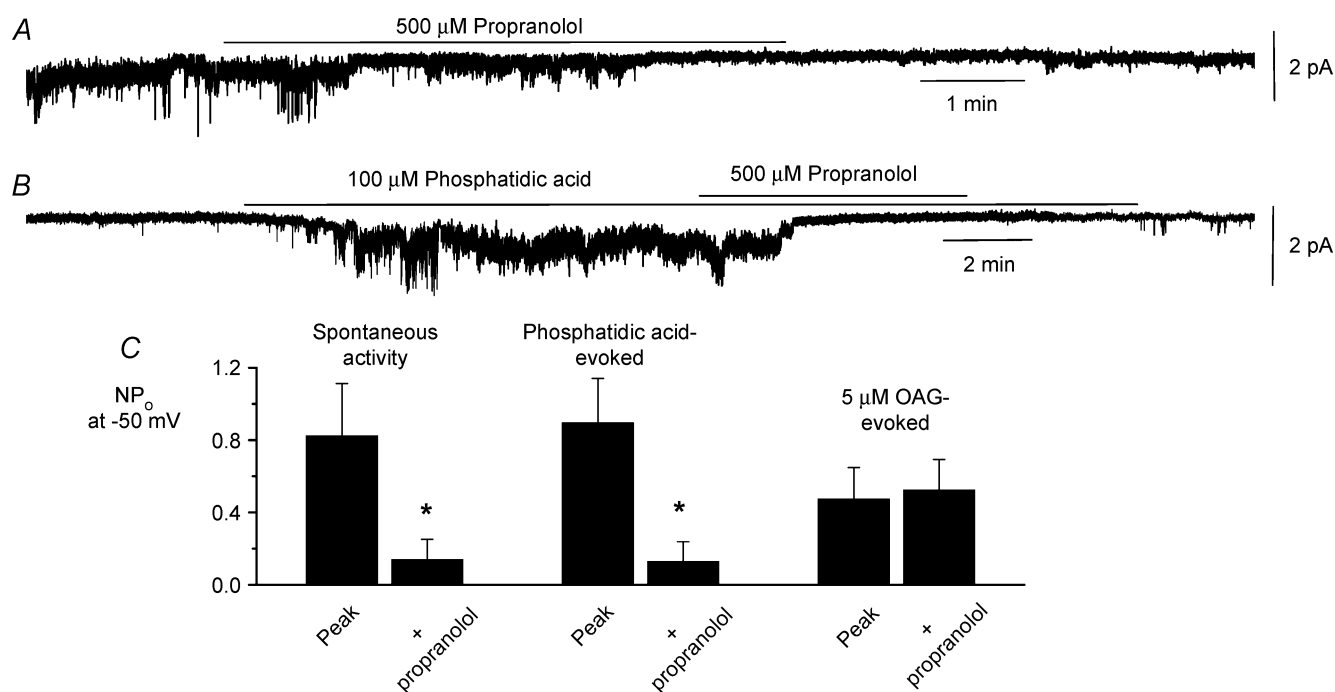 A
500 µM Propranolol
2 pA
1 min
B
100 µM Phosphatidic acid
500 µM Propranolol
2 pA
2 min
C
Spontaneous
activity
Phosphatidic acid-
evoked
5 µM OAG-
evoked
NPo
at -50 mV
1.2
0.8
0.4
0.0
*
*
Peak
+
propranolol
Peak
+
propranolol
Peak
+
propranolol